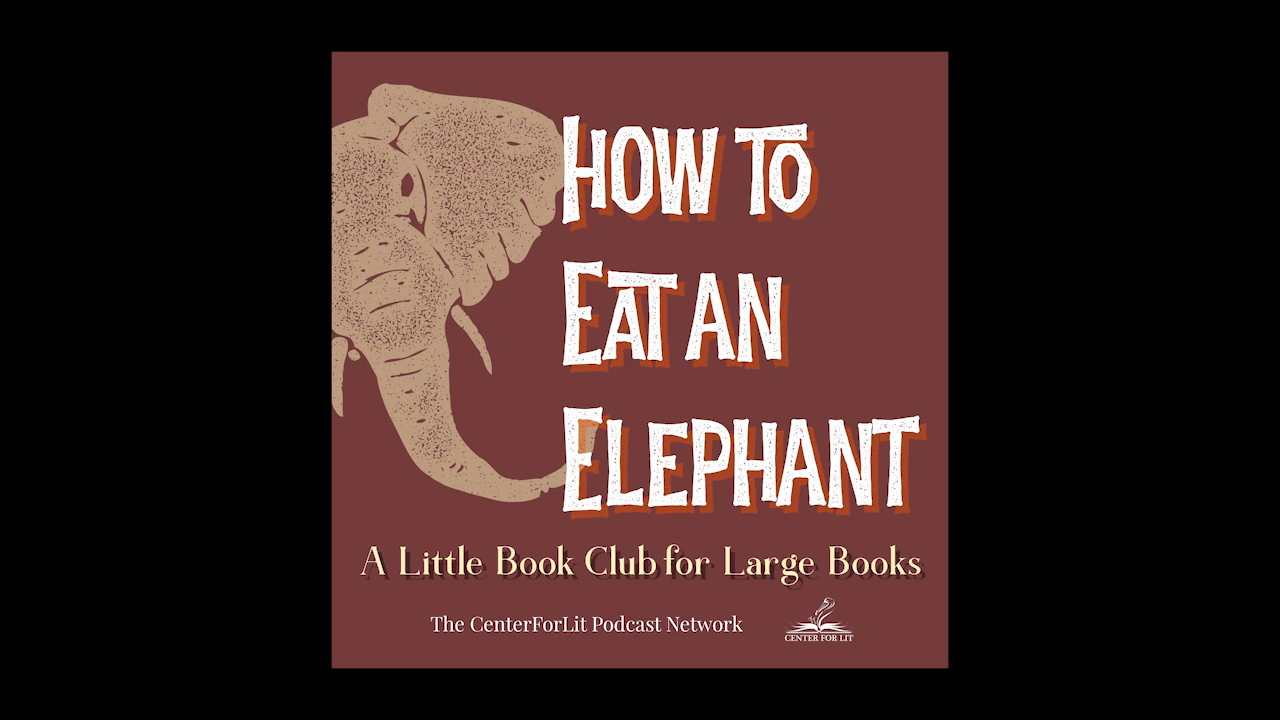 HOW TO
EAT AN
ELEPHANT
A Little Book Club for Large Books
The CenterForLit Podcast Network
CENTER FOR LIT